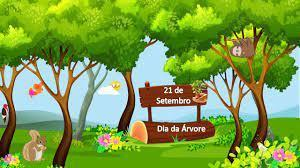 21 de
Setembro
Dia da Árvore